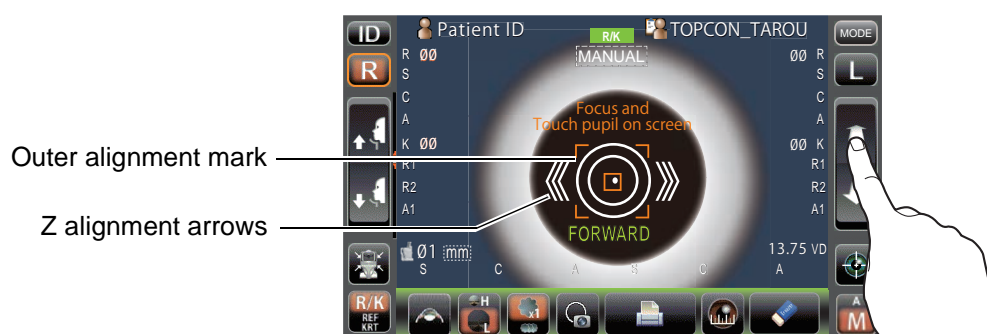 ID
Patient ID
R/K
TOPCON_TAROU
MODE
R
R 00
MANUAL
00 R
L
S
S
C
C
A
A
Focus and
Touch pupil on screen
K 00
00 K
Outer alignment mark
R1
R1
R2
R2
A1
A1
Z alignment arrows
FORWARD
01 mm
13.75 VD
S C A S C A
R/K
REF
KRT
H
L
x1
A
M